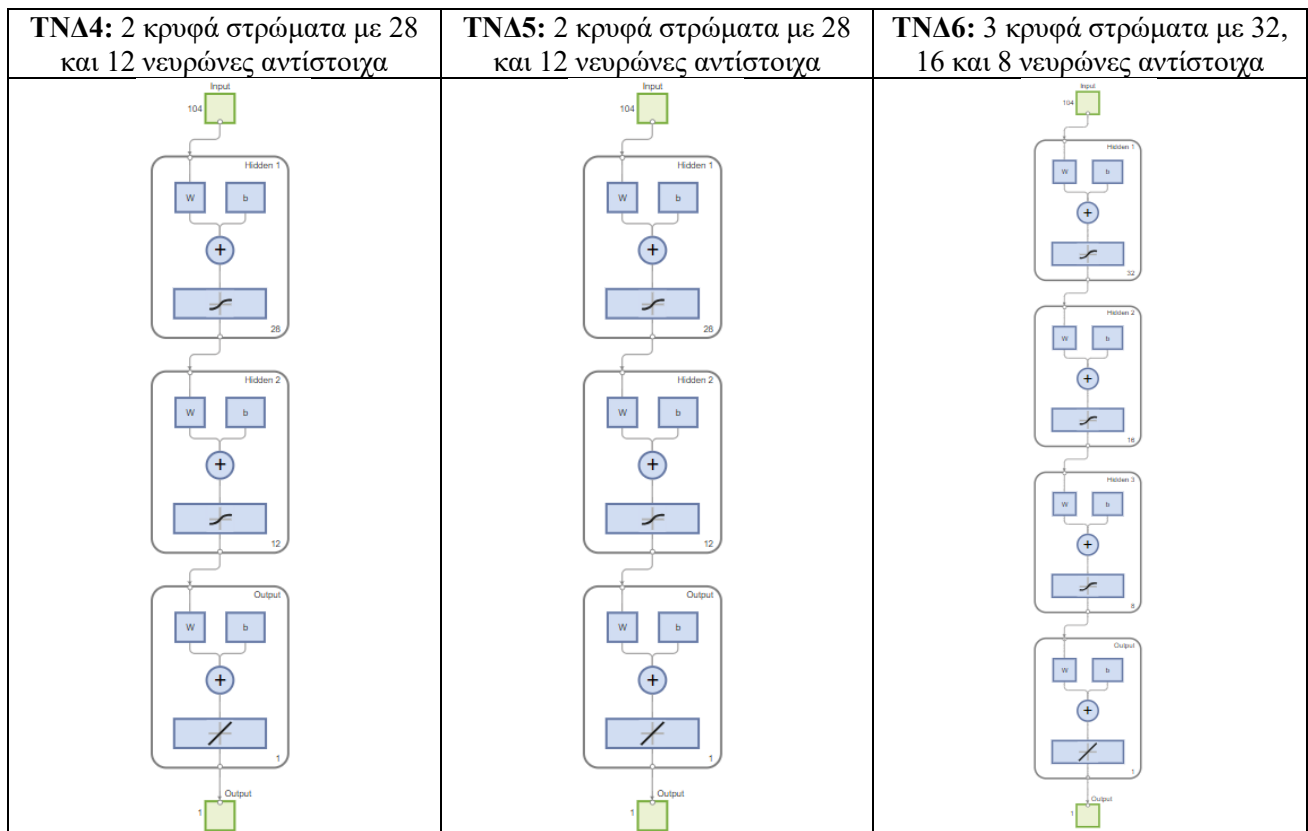 ΤΝΔ4: 2 κρυφά στρώματα με 28
και 12 νευρώνες αντίστοιχα
Input
104
Hidden 1
W b
+
28
Hidden 2
W b
+
12
Output
W b
+
1
Output
1
ΤΝΔ5: 2 κρυφά στρώματα με 28
και 12 νευρώνες αντίστοιχα
Input
104
Hidden 1
W b
+
28
Hidden 2
W b
+
12
Output
W b
+
1
Output
1
ΤΝΔ6: 3 κρυφά στρώματα με 32,
16 και 8 νευρώνες αντίστοιχα
Input
104
Hidden 1
W b
+
32
Hidden 2
W b
+
16
Hidden 3
W b
+
8
Output
W b
+
1
Output
1